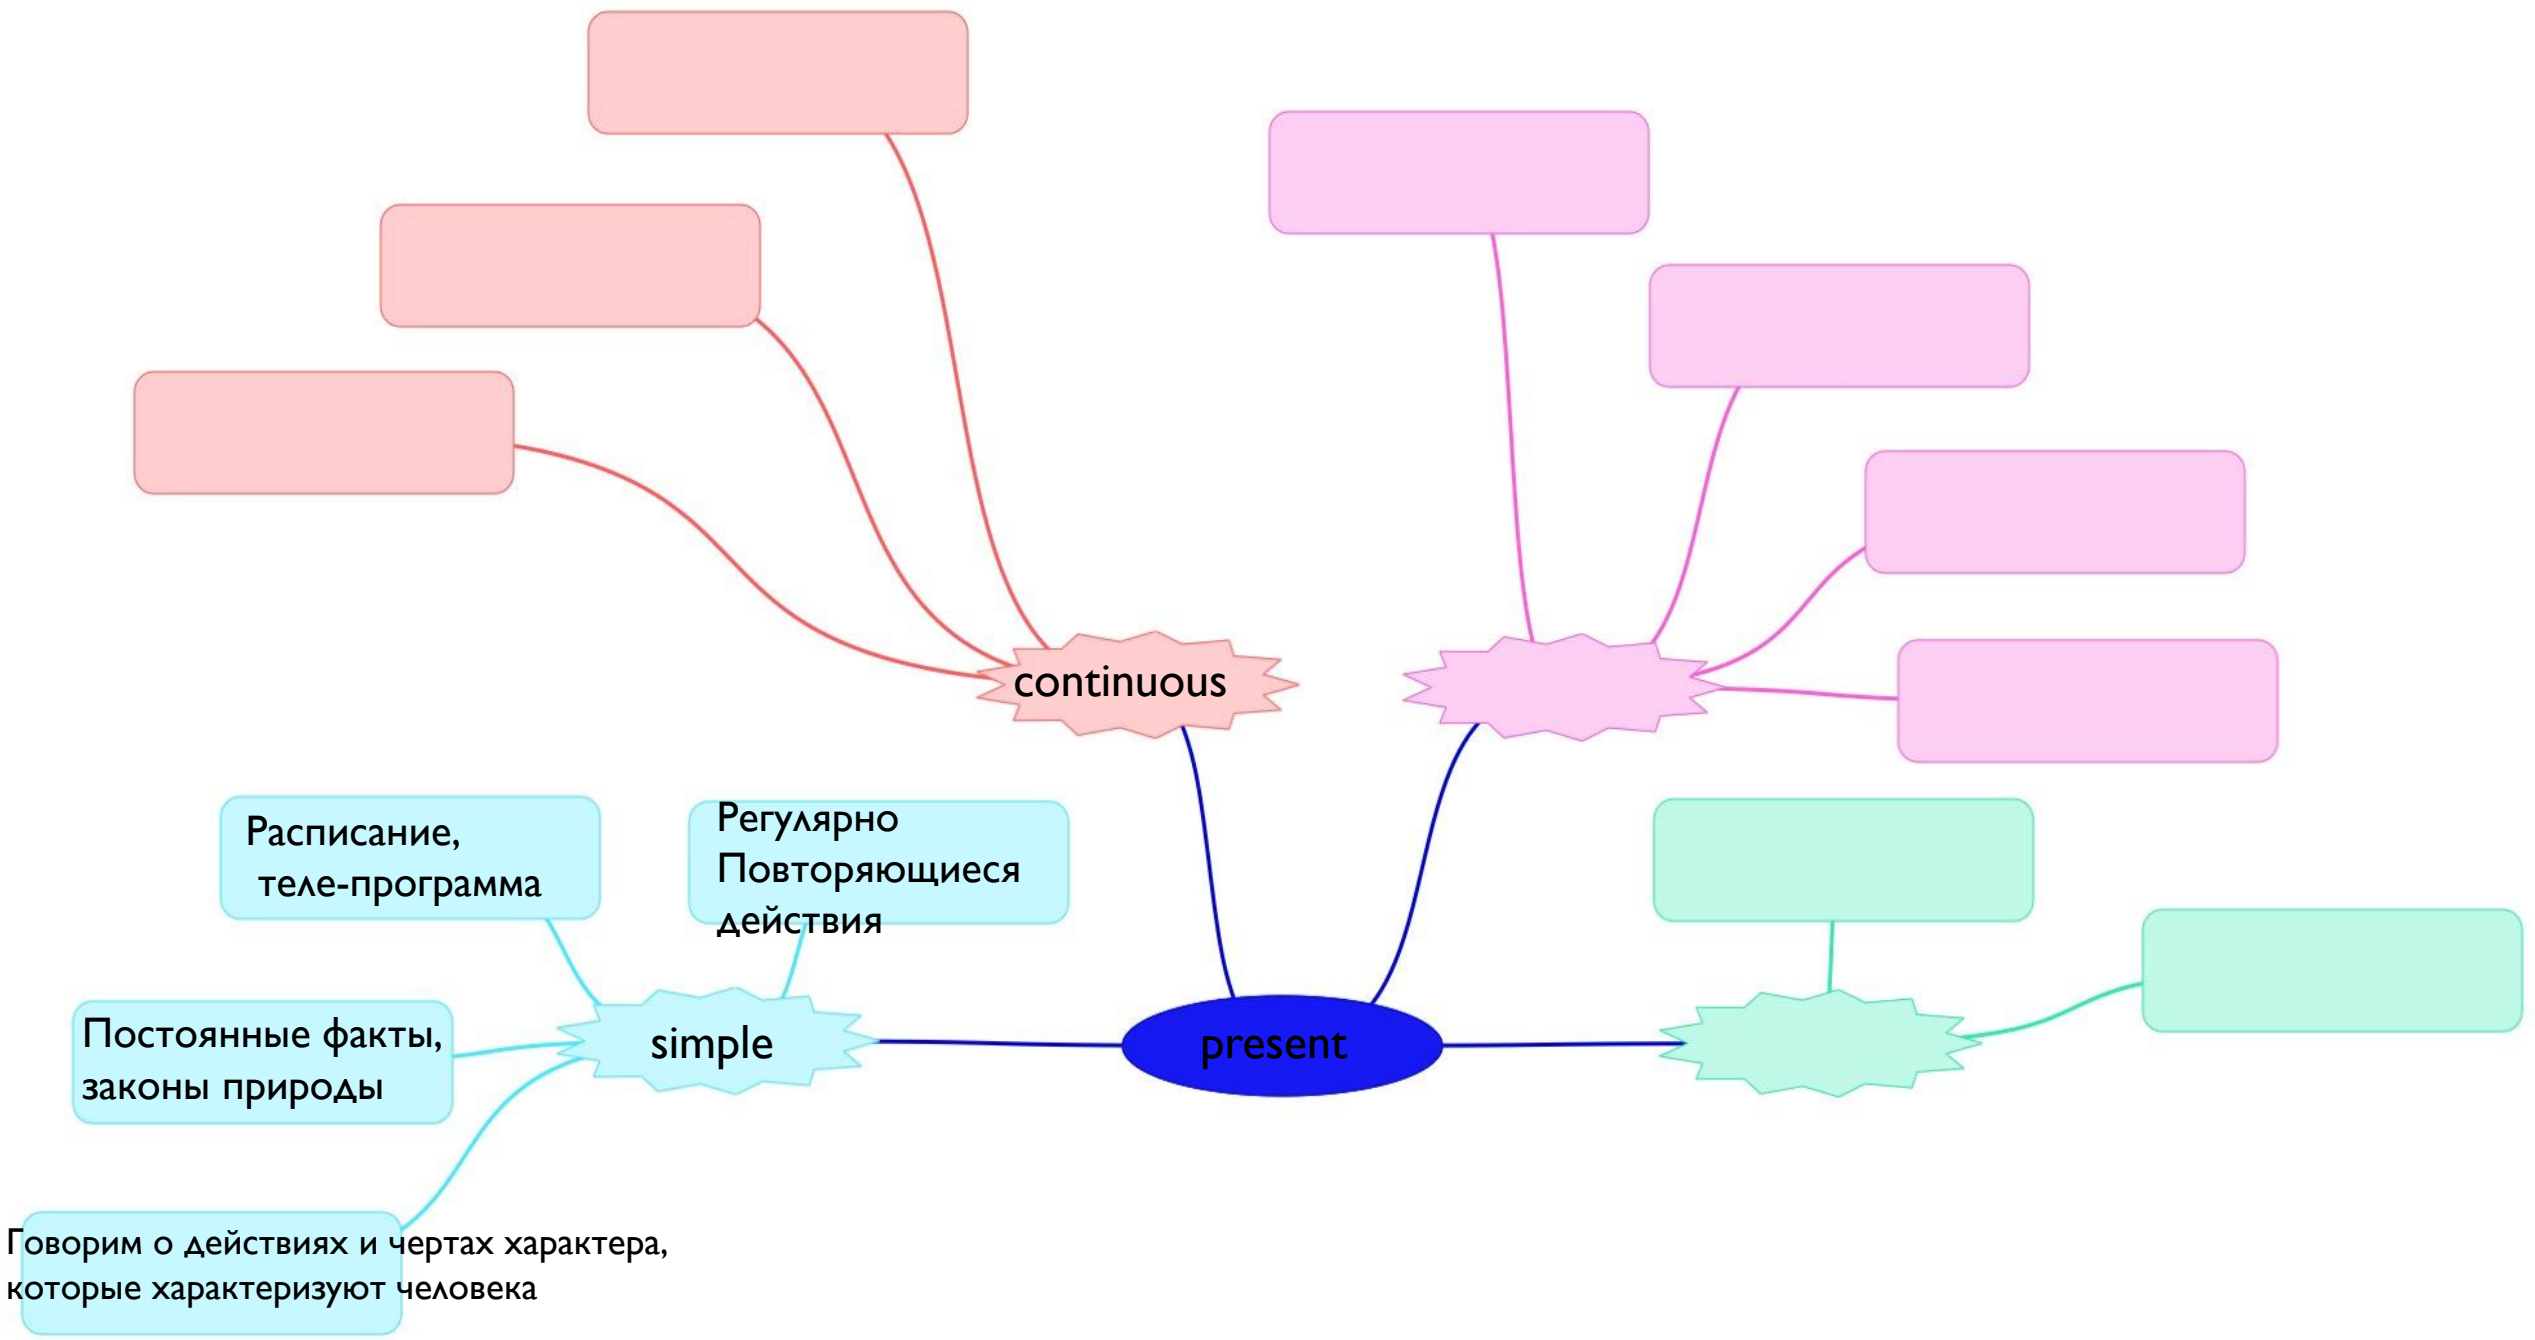 continuous
Расписание,
теле-программа
Регулярно
Повторяющиеся
действия
Постоянные факты,
законы природы
simple
present
Говорим о действиях и чертах характера,
которые характеризуют человека